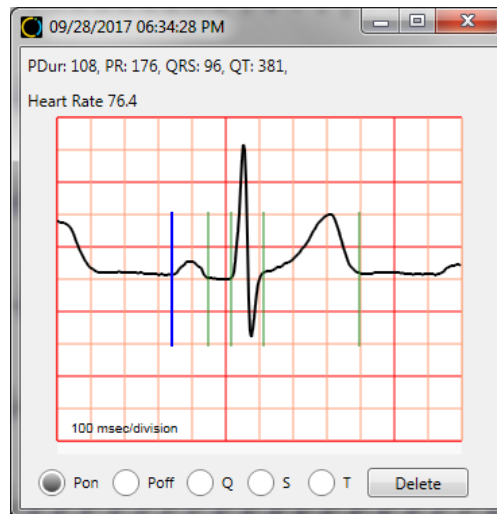 09/28/2017 06:34:28 PM
PDur: 108, PR: 176, QRS: 96, QT: 381,
Heart Rate 76.4
100 msec/division
Pon Poff Q S T Delete